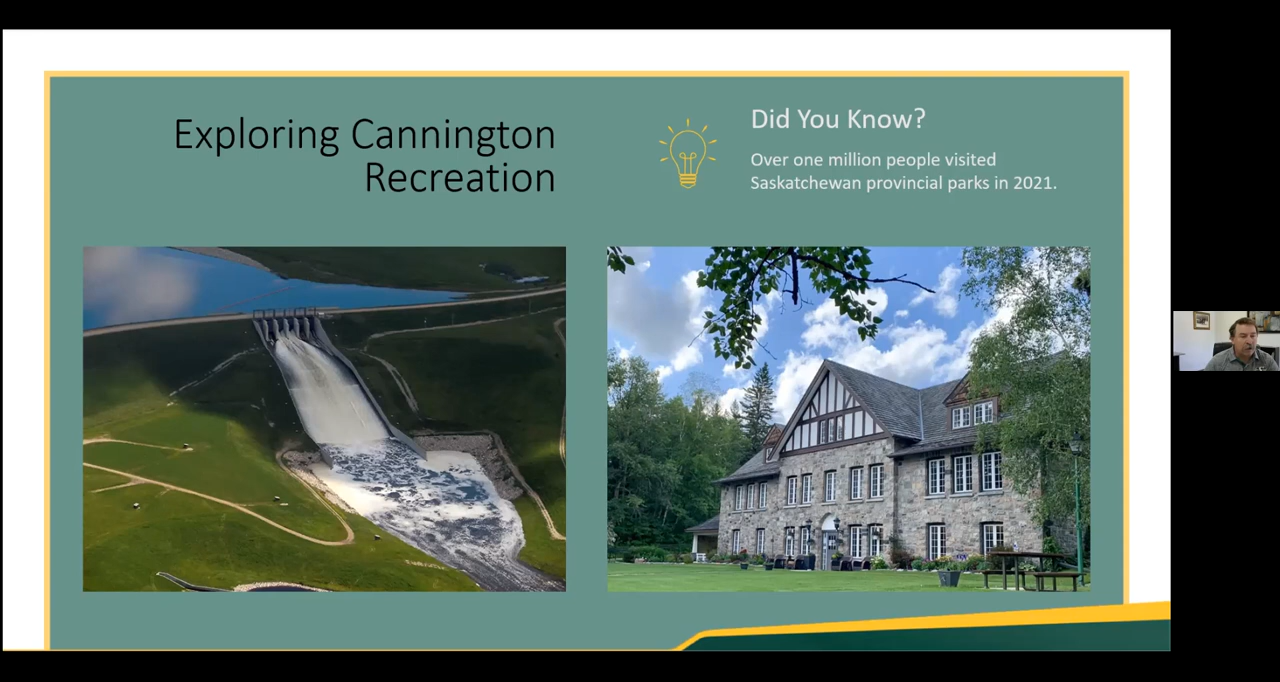 Exploring Cannington
Recreation
Did You Know?
Over one million people visited
Saskatchewan provincial parks in 2021.